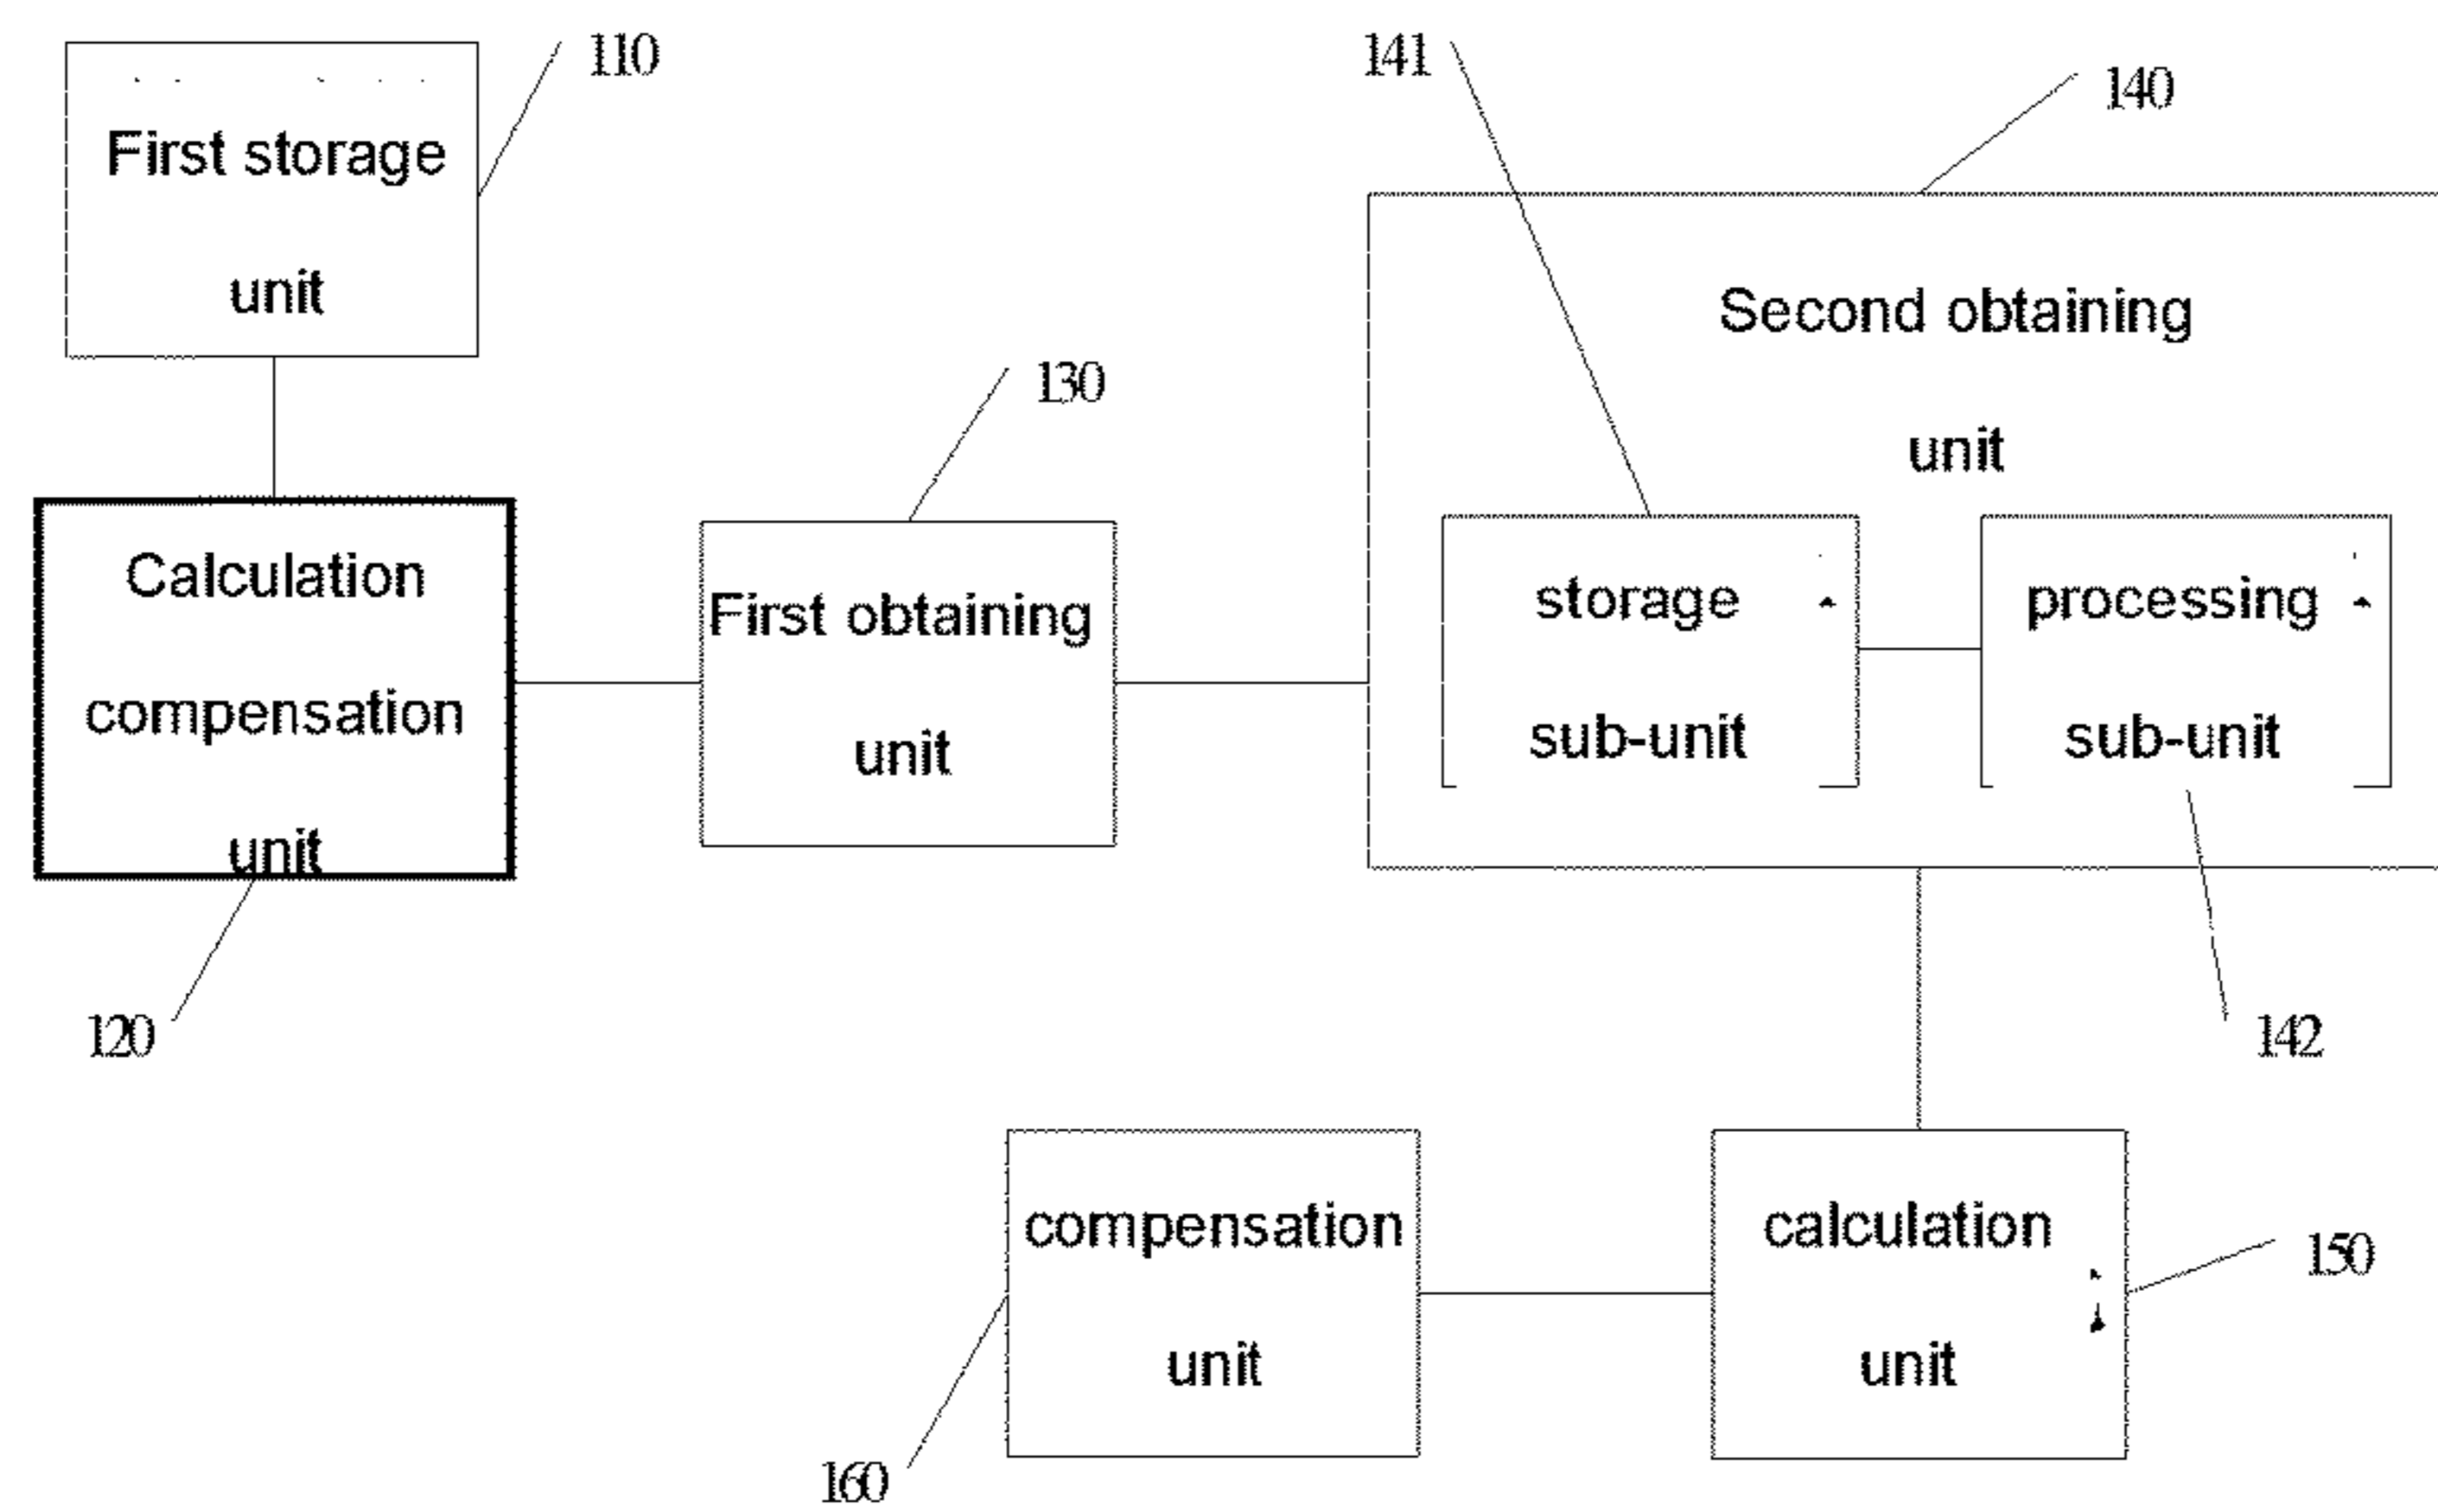 110
First storage
unit
141
140
Second obtaining
unit
130
Calculation
compensation
unit
First obtaining
unit
storage
sub-unit
processing
sub-unit
120
142
compensation
unit
calculation
unit
150
160